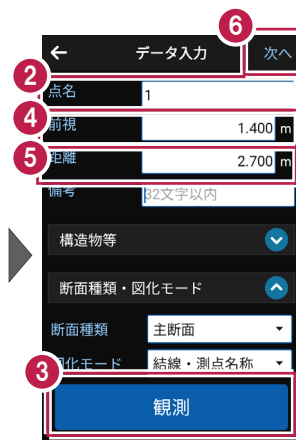 6
← データ入力 次へ
2
点名 1
4
前視 1.400 m
5
距離 2.700 m
備考 32文字以内
構造物等
断面種類・図化モード
断面種類 主断面
図化モード 結線・測点名称
3
観測